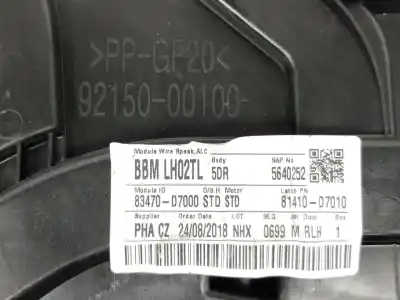 >PP-GF20<
92150-00100
Module Wire Speak,ALC Body SAP No
BBM LH02TL 5DR 5640252
Module ID O/S H Motor Latch PN
83470-D7000 STD STD 81410-D7010
Supplier Order Date LOT SEQ Box
PHA CZ 24/08/2018 NHX 0699 M RLH 1